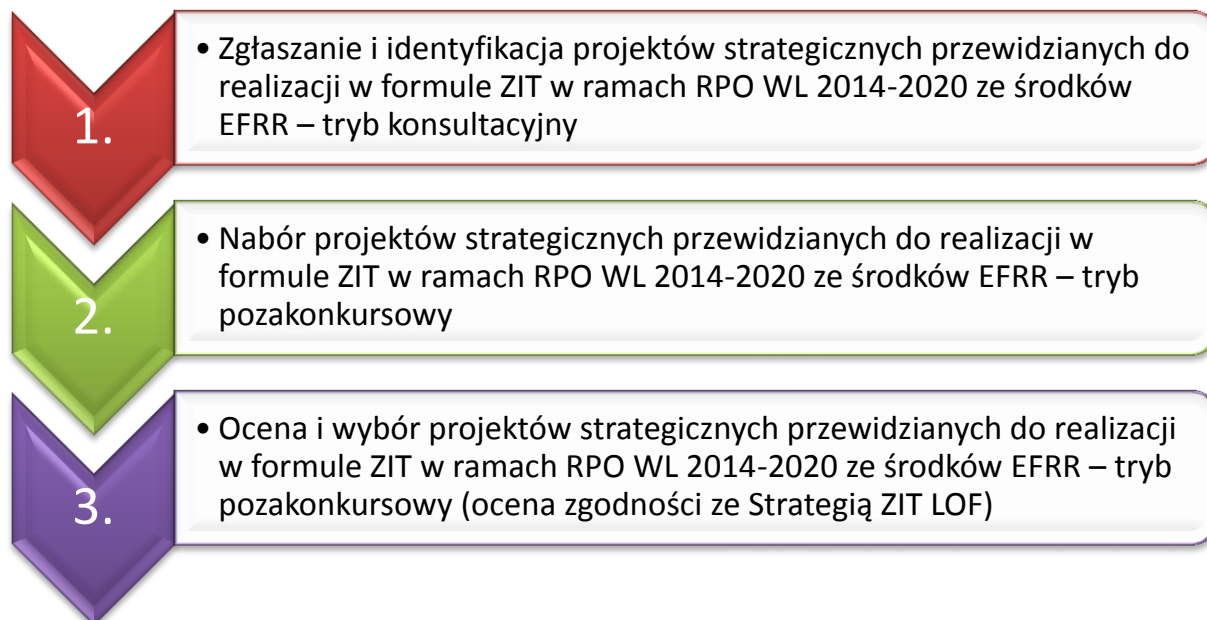 1.
• Zgłaszanie i identyfikacja projektów strategicznych przewidzianych do
realizacji w formule ZIT w ramach RPO WL 2014-2020 ze środków
EFRR – tryb konsultacyjny
2.
• Nabór projektów strategicznych przewidzianych do realizacji w
formule ZIT w ramach RPO WL 2014-2020 ze środków EFRR – tryb
pozakonkursowy
3.
• Ocena i wybór projektów strategicznych przewidzianych do realizacji
w formule ZIT w ramach RPO WL 2014-2020 ze środków EFRR – tryb
pozakonkursowy (ocena zgodności ze Strategią ZIT LOF)